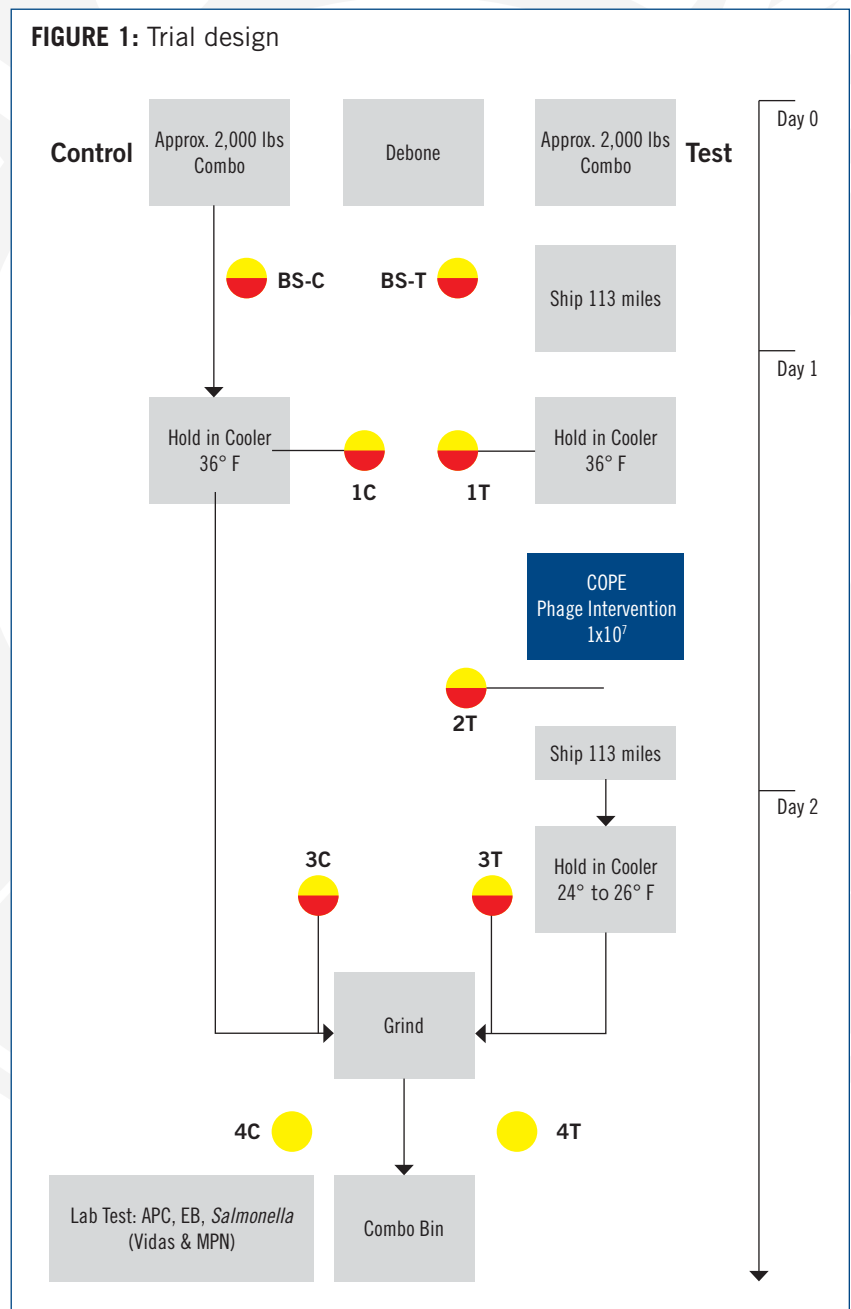 FIGURE 1: Trial design
Control
Approx. 2,000 lbs
Combo
Debone
Approx. 2,000 lbs
Combo
Test
Day 0
BS-C
BS-T
Ship 113 miles
Day 1
Hold in Cooler
36° F
1C
1T
Hold in Cooler
36° F
COPE
Phage Intervention
1x10⁷
2T
Ship 113 miles
Day 2
3C
3T
Hold in Cooler
24° to 26° F
Grind
4C
4T
Lab Test: APC, EB, Salmonella
(Vidas & MPN)
Combo Bin